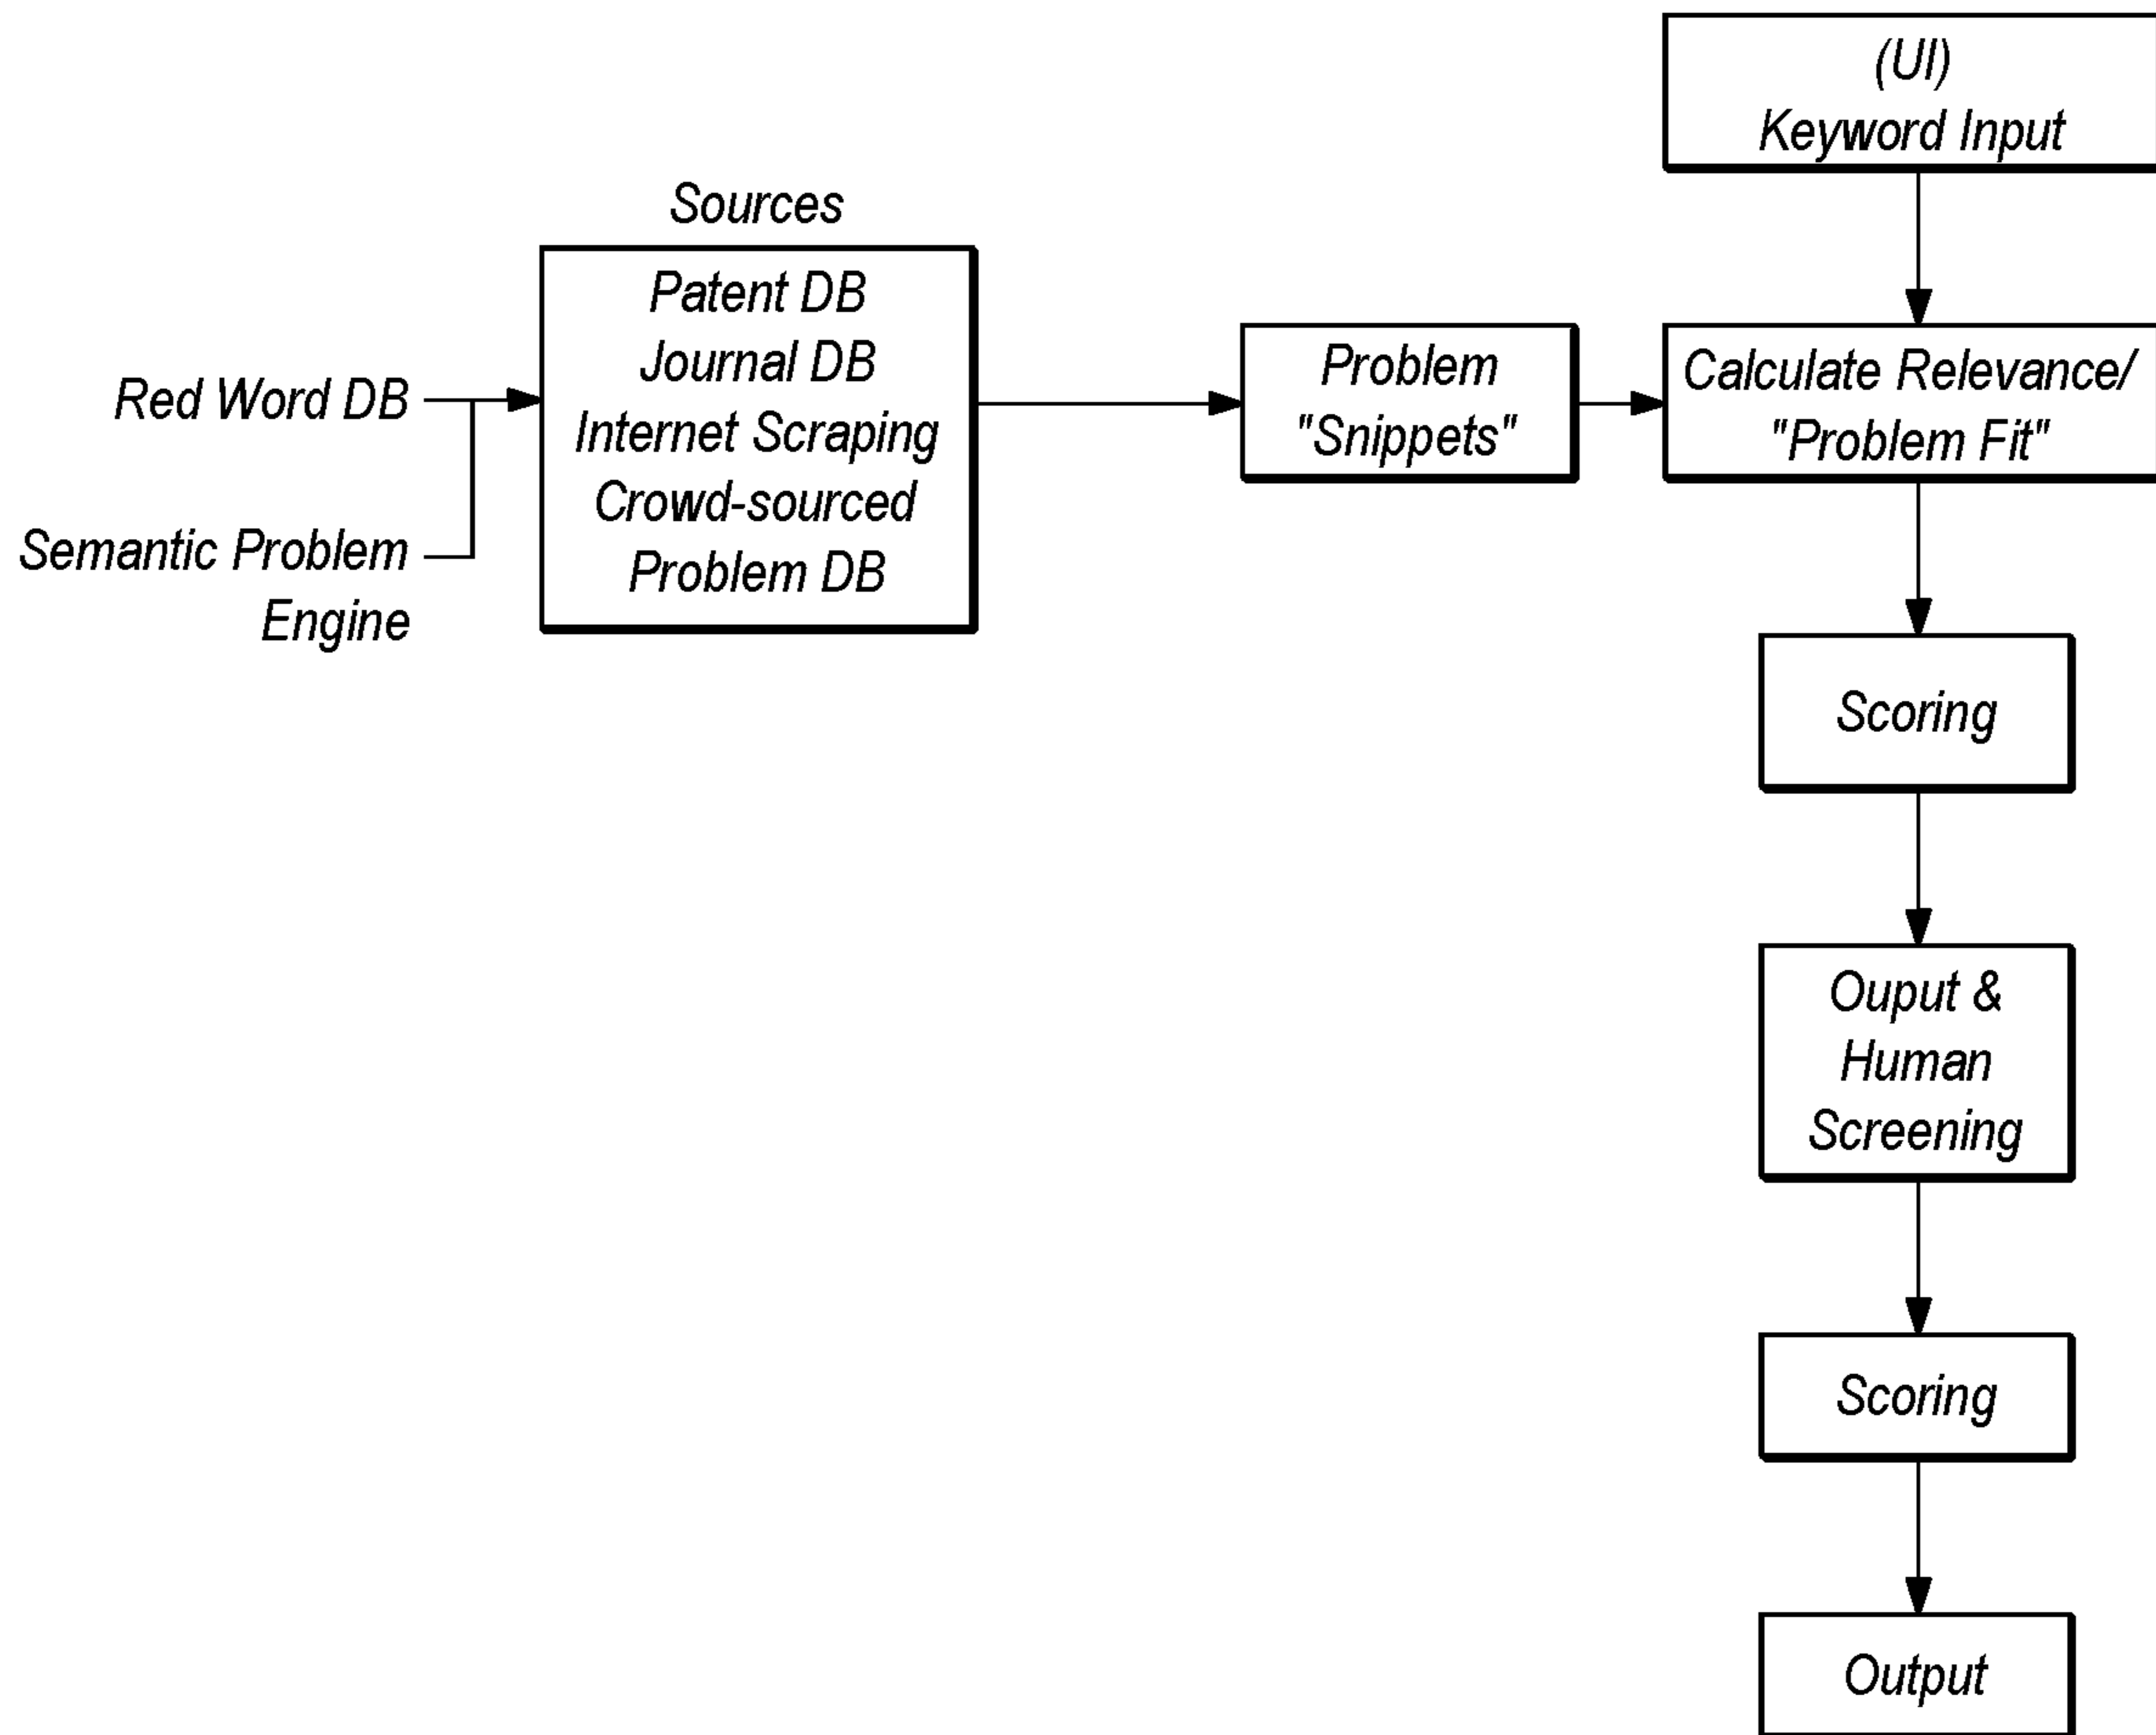 (UI)
Keyword Input
Sources
Patent DB
Journal DB
Internet Scraping
Crowd-sourced
Problem DB
Red Word DB
Semantic Problem
Engine
Problem
"Snippets"
Calculate Relevance/
"Problem Fit"
Scoring
Ouput &
Human
Screening
Scoring
Output